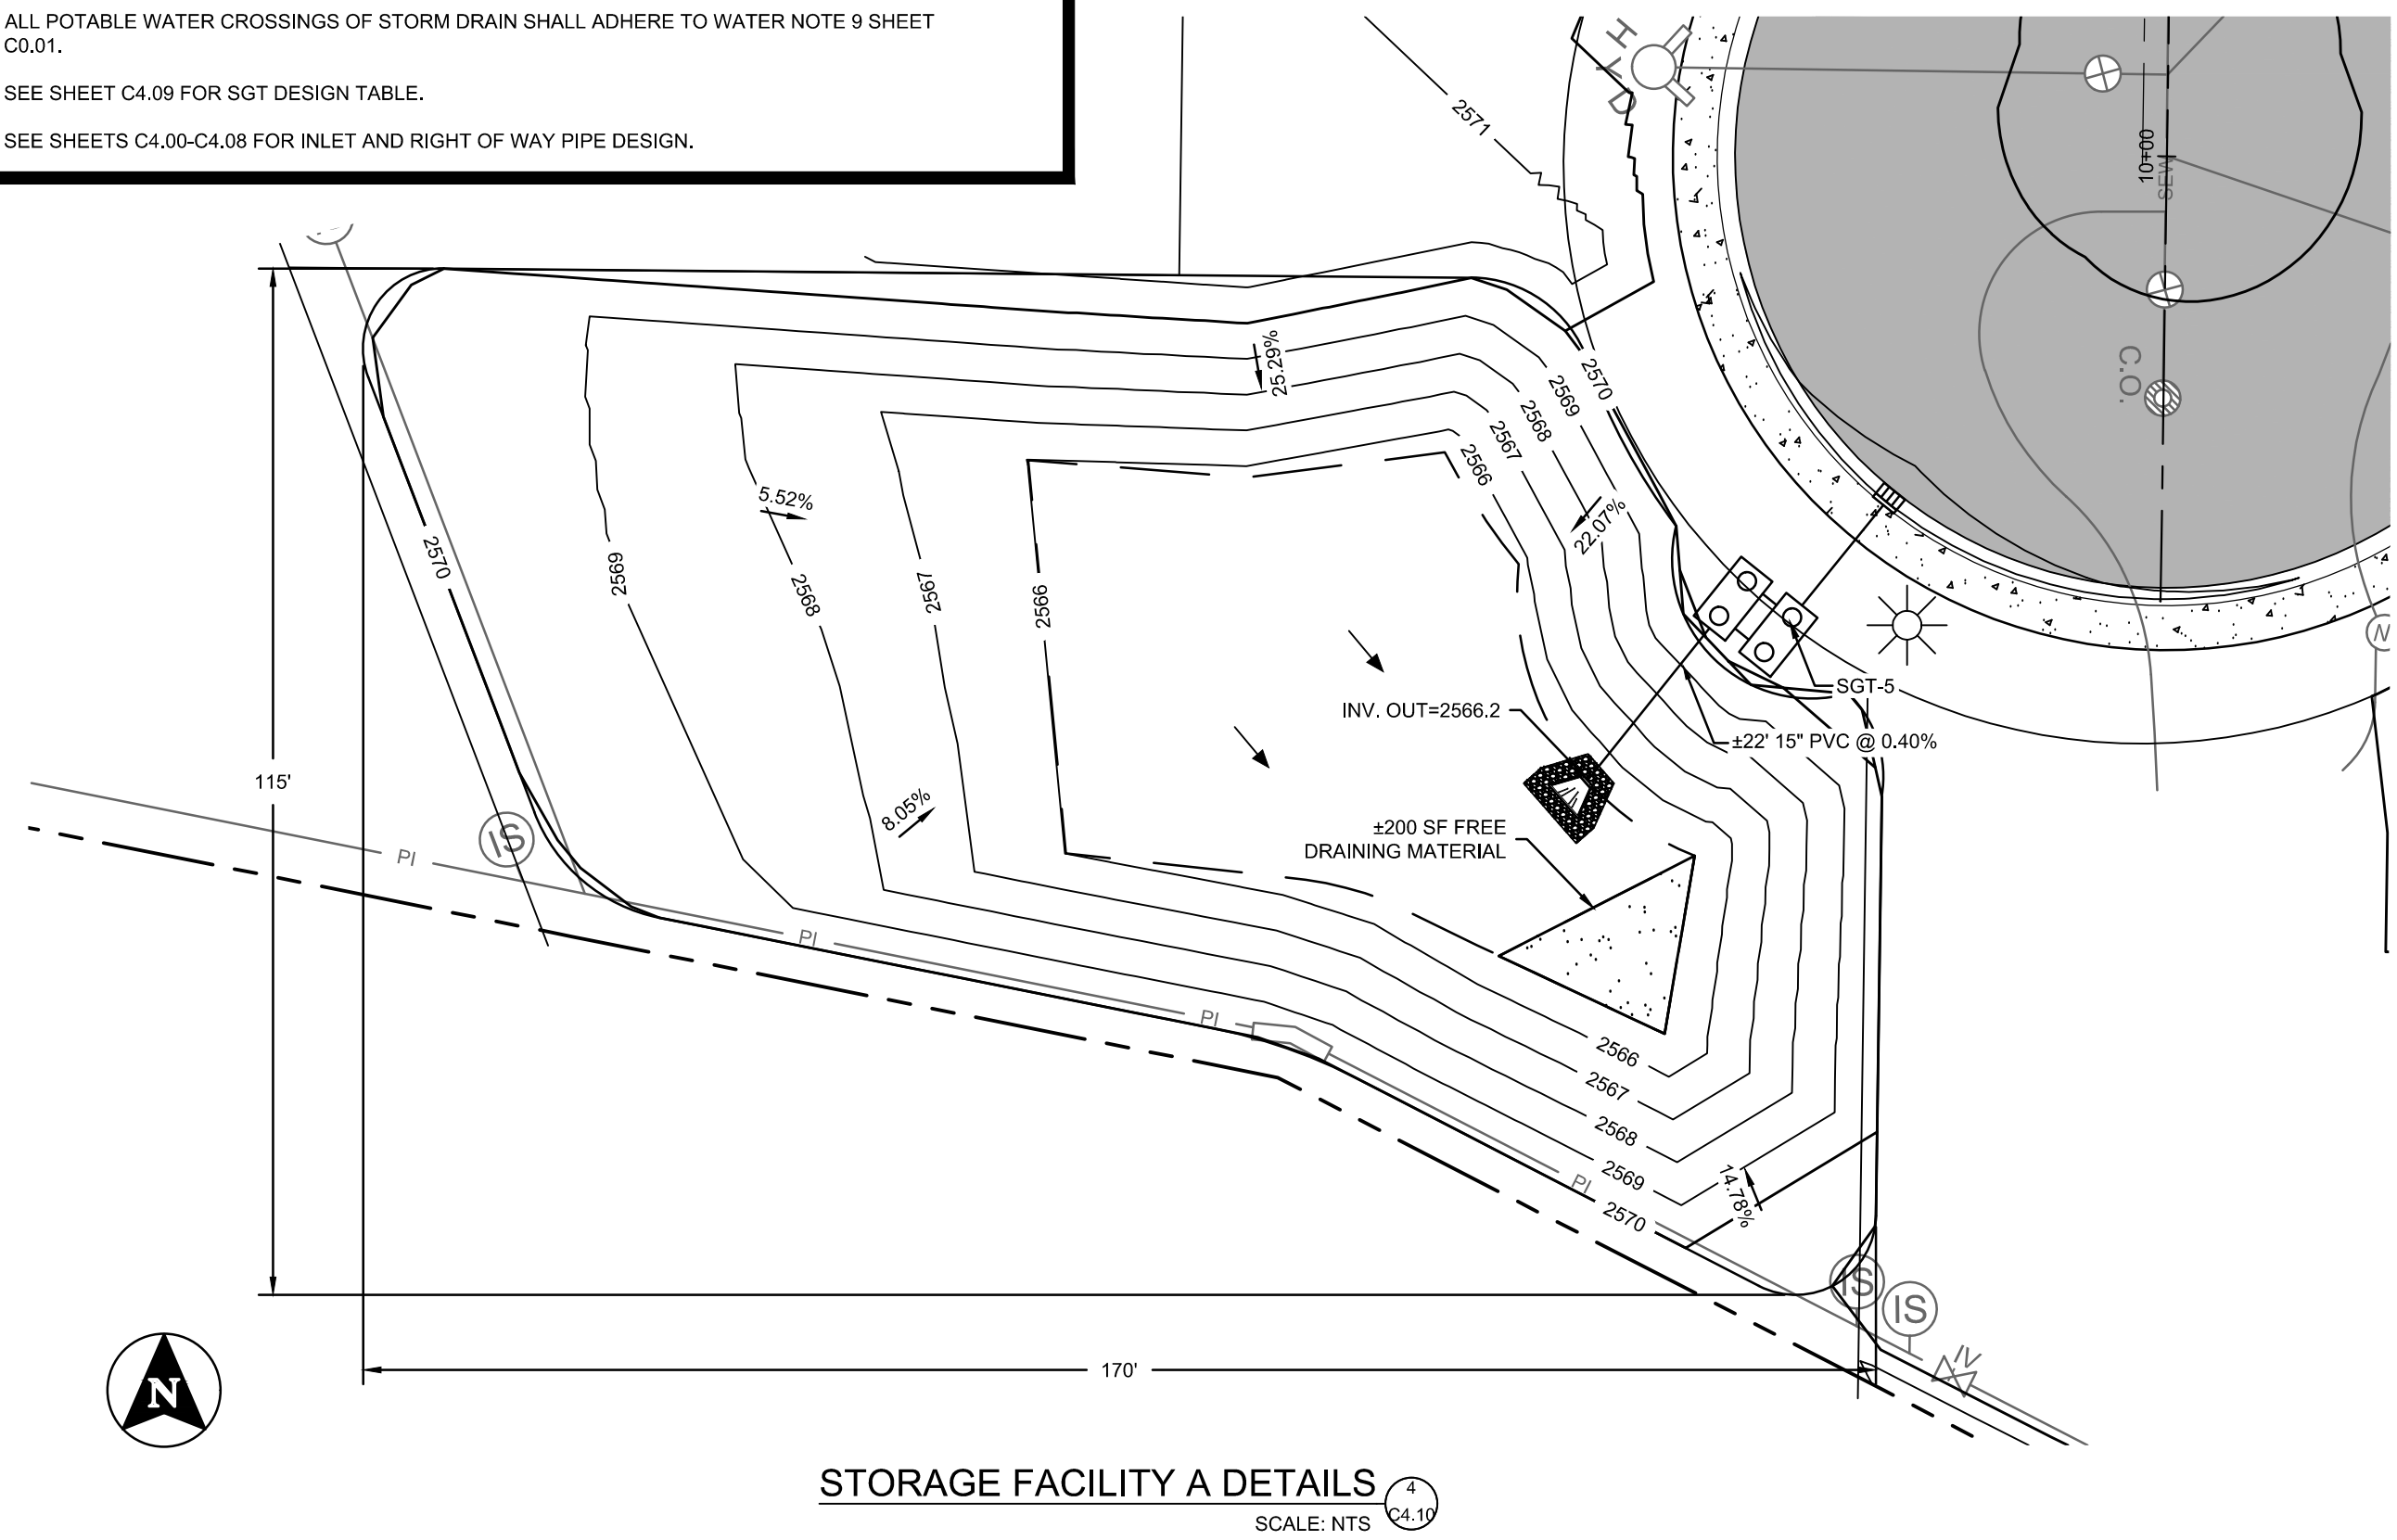 ALL POTABLE WATER CROSSINGS OF STORM DRAIN SHALL ADHERE TO WATER NOTE 9 SHEET
C0.01.
SEE SHEET C4.09 FOR SGT DESIGN TABLE.
SEE SHEETS C4.00-C4.08 FOR INLET AND RIGHT OF WAY PIPE DESIGN.
HYD
2571
10+00
SEW
C.O.
25.29%
2570
2569
2568
2567
2566
5.52%
22.07%
2570
2569
2568
2567
2566
SGT-5
INV. OUT=2566.2
±22' 15" PVC @ 0.40%
N
115'
8.05%
±200 SF FREE
DRAINING MATERIAL
IS
PI
PI
PI
PI
2566
2567
2568
2569
2570
14.78%
IS
IS
IV
170'
N
STORAGE FACILITY A DETAILS
4
C4.10
SCALE: NTS